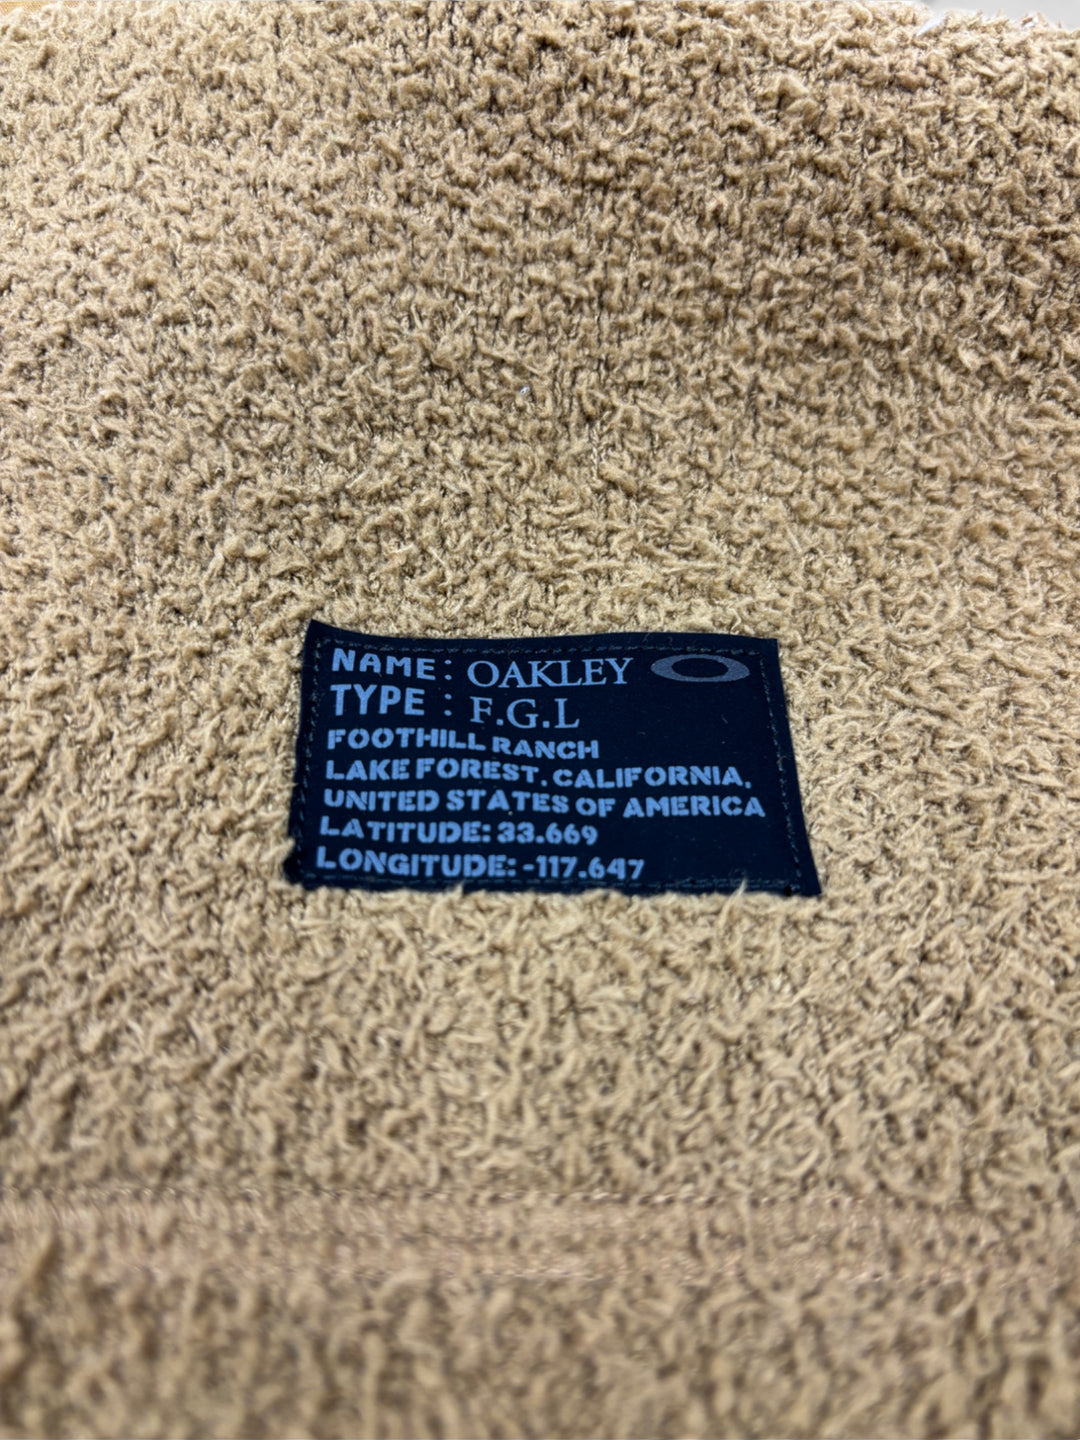 NAME: OAKLEY
TYPE : F.G.L
FOOTHILL RANCH
LAKE FOREST, CALIFORNIA,
UNITED STATES OF AMERICA
LATITUDE: 33.669
LONGITUDE: -117.647